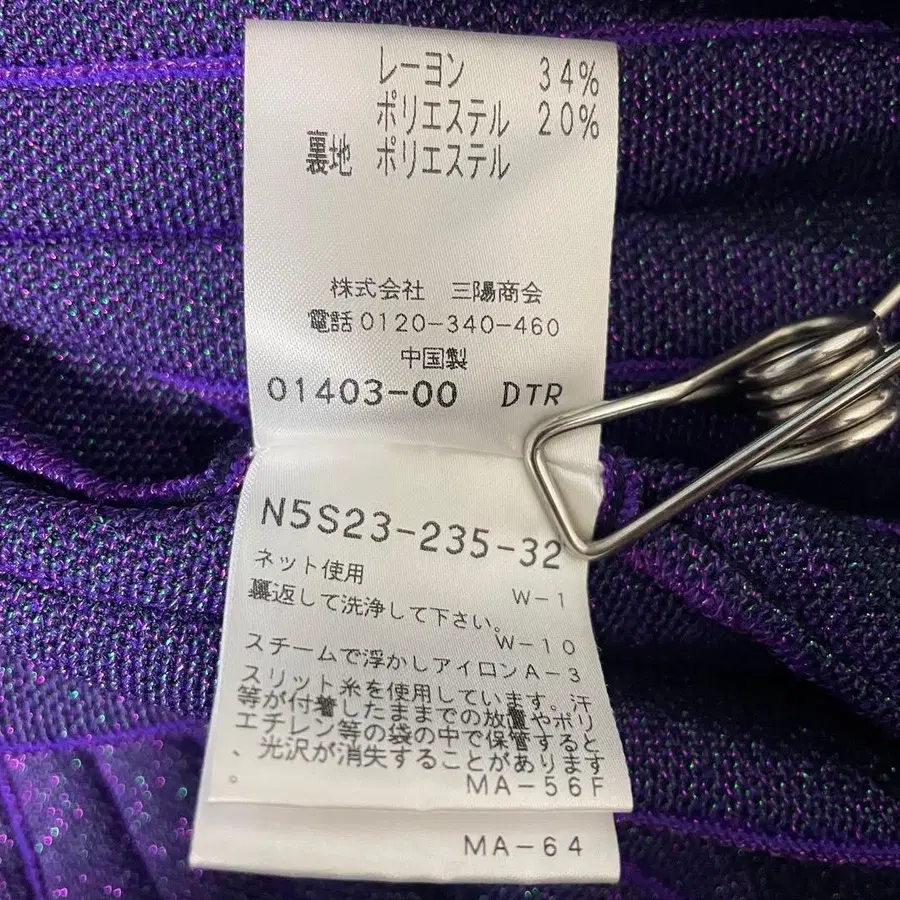 レーヨン 34%
ポリエステル 20%
裏地 ポリエステル
株式会社 三陽商会
電話0120-340-460
中国製
01403-00 DTR
N5S23-235-32
ネット使用
W-1
裏返して洗浄して下さい。
W-10
スチームで浮かしアイロンA-3
スリット糸を使用しています。汗
等が付着したままでの放置やポリ
エチレン等の袋の中で保管すると
、光沢が消失することがあります
。
MA-56F
MA-64